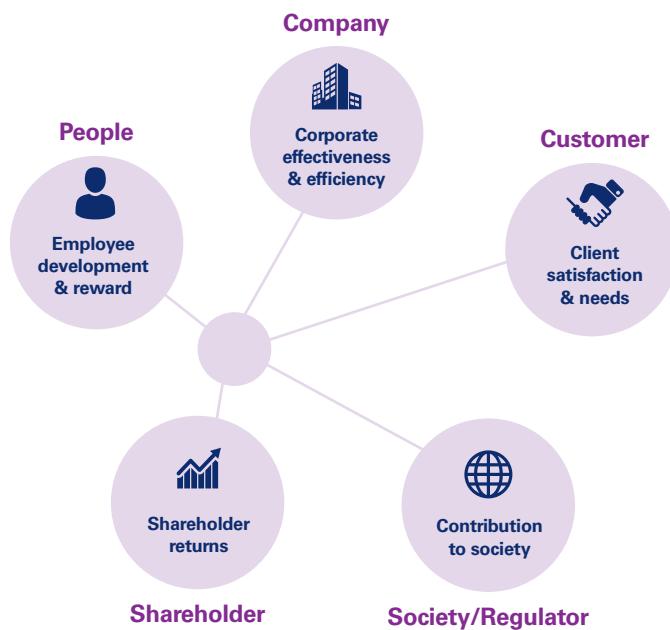 Company
Corporate
effectiveness
& efficiency
People
Employee
development
& reward
Customer
Client
satisfaction
& needs
Shareholder
returns
Shareholder
Contribution
to society
Society/Regulator